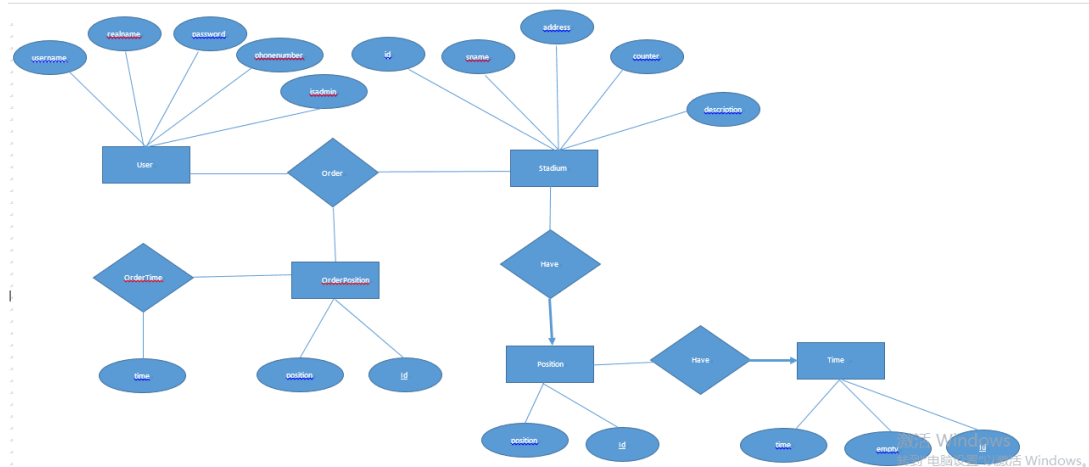 address
realname
password
username
phonenumber
id
sname
counter
isadmin
description
User
Order
Stadium
Have
OrderTime
OrderPosition
Position
Have
Time
time
position
Id
position
Id
time
empty
Id
激活 Windows
转到"电脑设置"以激活 Windows。